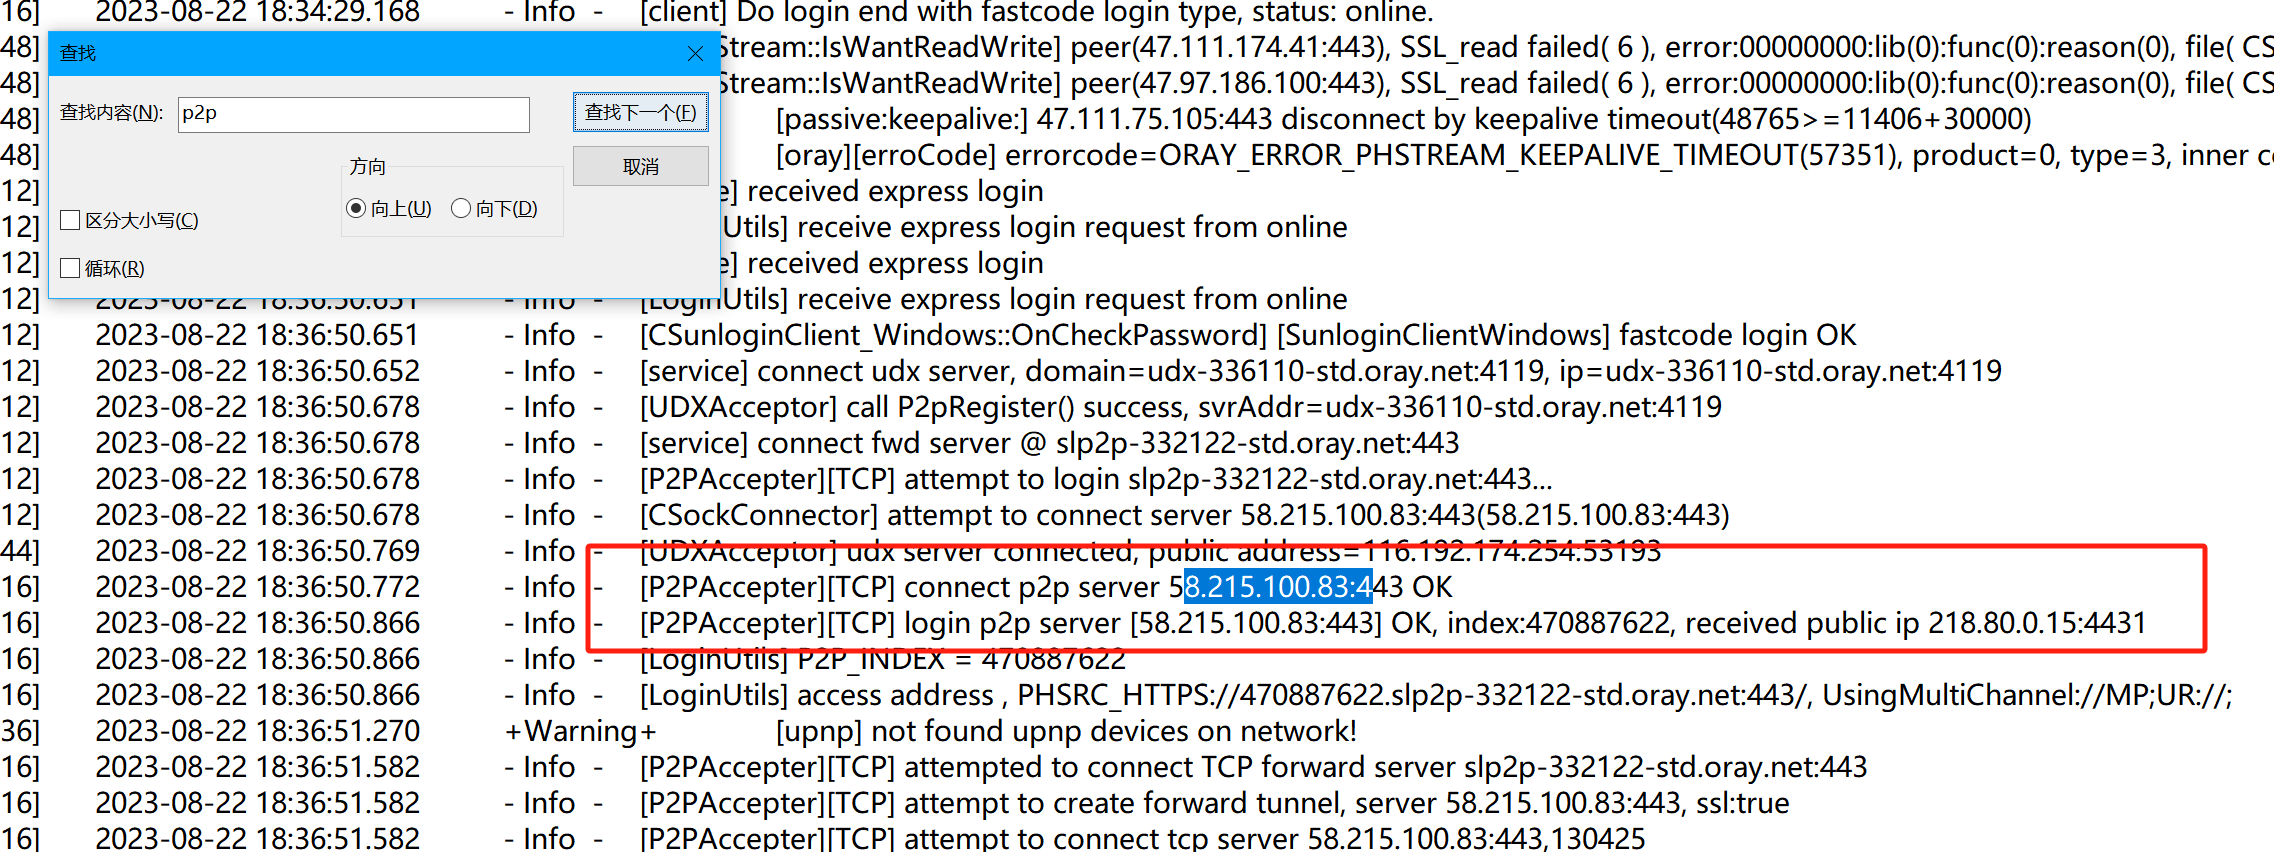 16] 2023-08-22 18:34:29.168 - Info - [client] Do login end with fastcode login type, status: online.
查找
48] Stream::IsWantReadWrite] peer(47.111.174.41:443), SSL_read failed( 6 ), error:00000000:lib(0):func(0):reason(0), file( CS
48] Stream::IsWantReadWrite] peer(47.97.186.100:443), SSL_read failed( 6 ), error:00000000:lib(0):func(0):reason(0), file( CS
查找内容(N): p2p 查找下一个(F)
48] [passive:keepalive:] 47.111.75.105:443 disconnect by keepalive timeout(48765>=11406+30000)
48] [oray][erroCode] errorcode=ORAY_ERROR_PHSTREAM_KEEPALIVE_TIMEOUT(57351), product=0, type=3, inner co
方向 取消
12] e] received express login
向上(U) 向下(D)
区分大小写(C)
12] Utils] receive express login request from online
12] e] received express login
循环(R)
12] 2023-08-22 18:36:50.651 - Info - [LoginUtils] receive express login request from online
12] 2023-08-22 18:36:50.651 - Info - [CSunloginClient_Windows::OnCheckPassword] [SunloginClientWindows] fastcode login OK
12] 2023-08-22 18:36:50.652 - Info - [service] connect udx server, domain=udx-336110-std.oray.net:4119, ip=udx-336110-std.oray.net:4119
12] 2023-08-22 18:36:50.678 - Info - [UDXAcceptor] call P2pRegister() success, svrAddr=udx-336110-std.oray.net:4119
12] 2023-08-22 18:36:50.678 - Info - [service] connect fwd server @ slp2p-332122-std.oray.net:443
12] 2023-08-22 18:36:50.678 - Info - [P2PAccepter][TCP] attempt to login slp2p-332122-std.oray.net:443...
12] 2023-08-22 18:36:50.678 - Info - [CSockConnector] attempt to connect server 58.215.100.83:443(58.215.100.83:443)
44] 2023-08-22 18:36:50.769 - Info - [UDXAcceptor] udx server connected, public address=116.192.174.254:53193
16] 2023-08-22 18:36:50.772 - Info - [P2PAccepter][TCP] connect p2p server 58.215.100.83:443 OK
16] 2023-08-22 18:36:50.866 - Info - [P2PAccepter][TCP] login p2p server [58.215.100.83:443] OK, index:470887622, received public ip 218.80.0.15:4431
16] 2023-08-22 18:36:50.866 - Info - [LoginUtils] P2P_INDEX = 470887622
16] 2023-08-22 18:36:50.866 - Info - [LoginUtils] access address , PHSRC_HTTPS://470887622.slp2p-332122-std.oray.net:443/, UsingMultiChannel://MP;UR://;
36] 2023-08-22 18:36:51.270 +Warning+ [upnp] not found upnp devices on network!
16] 2023-08-22 18:36:51.582 - Info - [P2PAccepter][TCP] attempted to connect TCP forward server slp2p-332122-std.oray.net:443
16] 2023-08-22 18:36:51.582 - Info - [P2PAccepter][TCP] attempt to create forward tunnel, server 58.215.100.83:443, ssl:true
16] 2023-08-22 18:36:51.582 - Info - [P2PAccepter][TCP] attempt to connect tcp server 58.215.100.83:443,130425